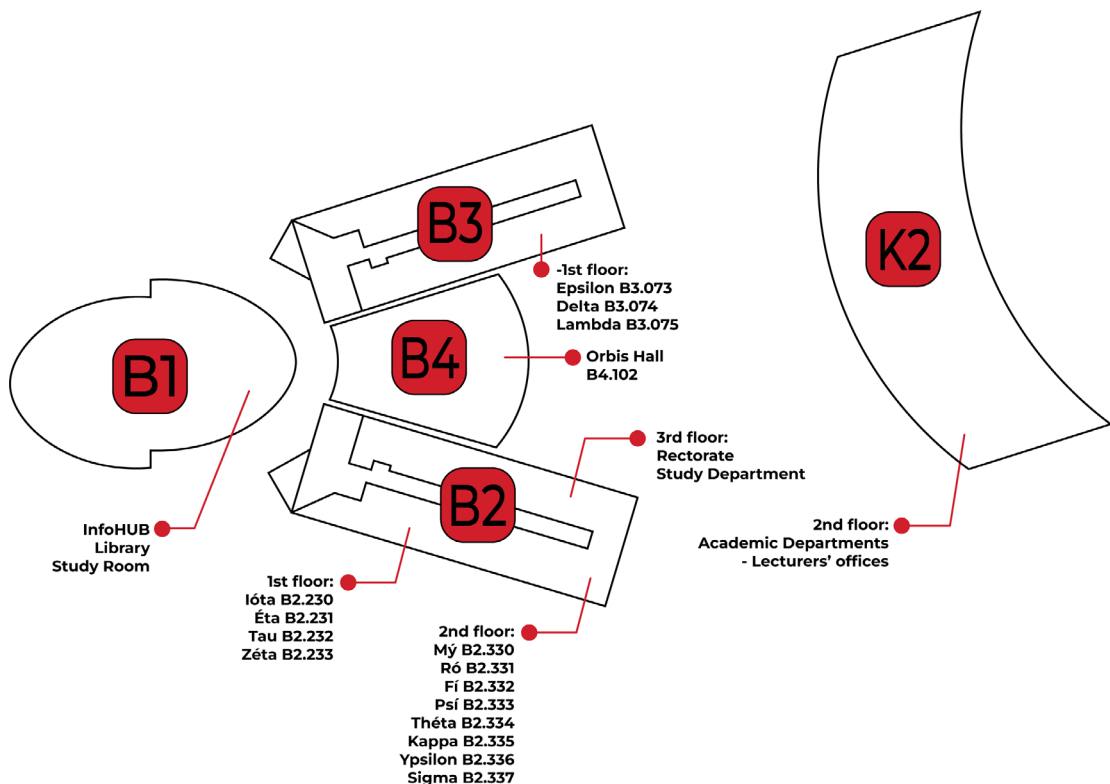 B3
K2
-1st floor:
Epsilon B3.073
Delta B3.074
Lambda B3.075
B1
B4
Orbis Hall
B4.102
3rd floor:
Rectorate
Study Department
B2
InfoHUB
Library
Study Room
2nd floor:
Academic Departments
- Lecturers’ offices
1st floor:
Ióta B2.230
Éta B2.231
Tau B2.232
Zéta B2.233
2nd floor:
Mý B2.330
Ró B2.331
Fí B2.332
Psí B2.333
Théta B2.334
Kappa B2.335
Ypsilon B2.336
Sigma B2.337